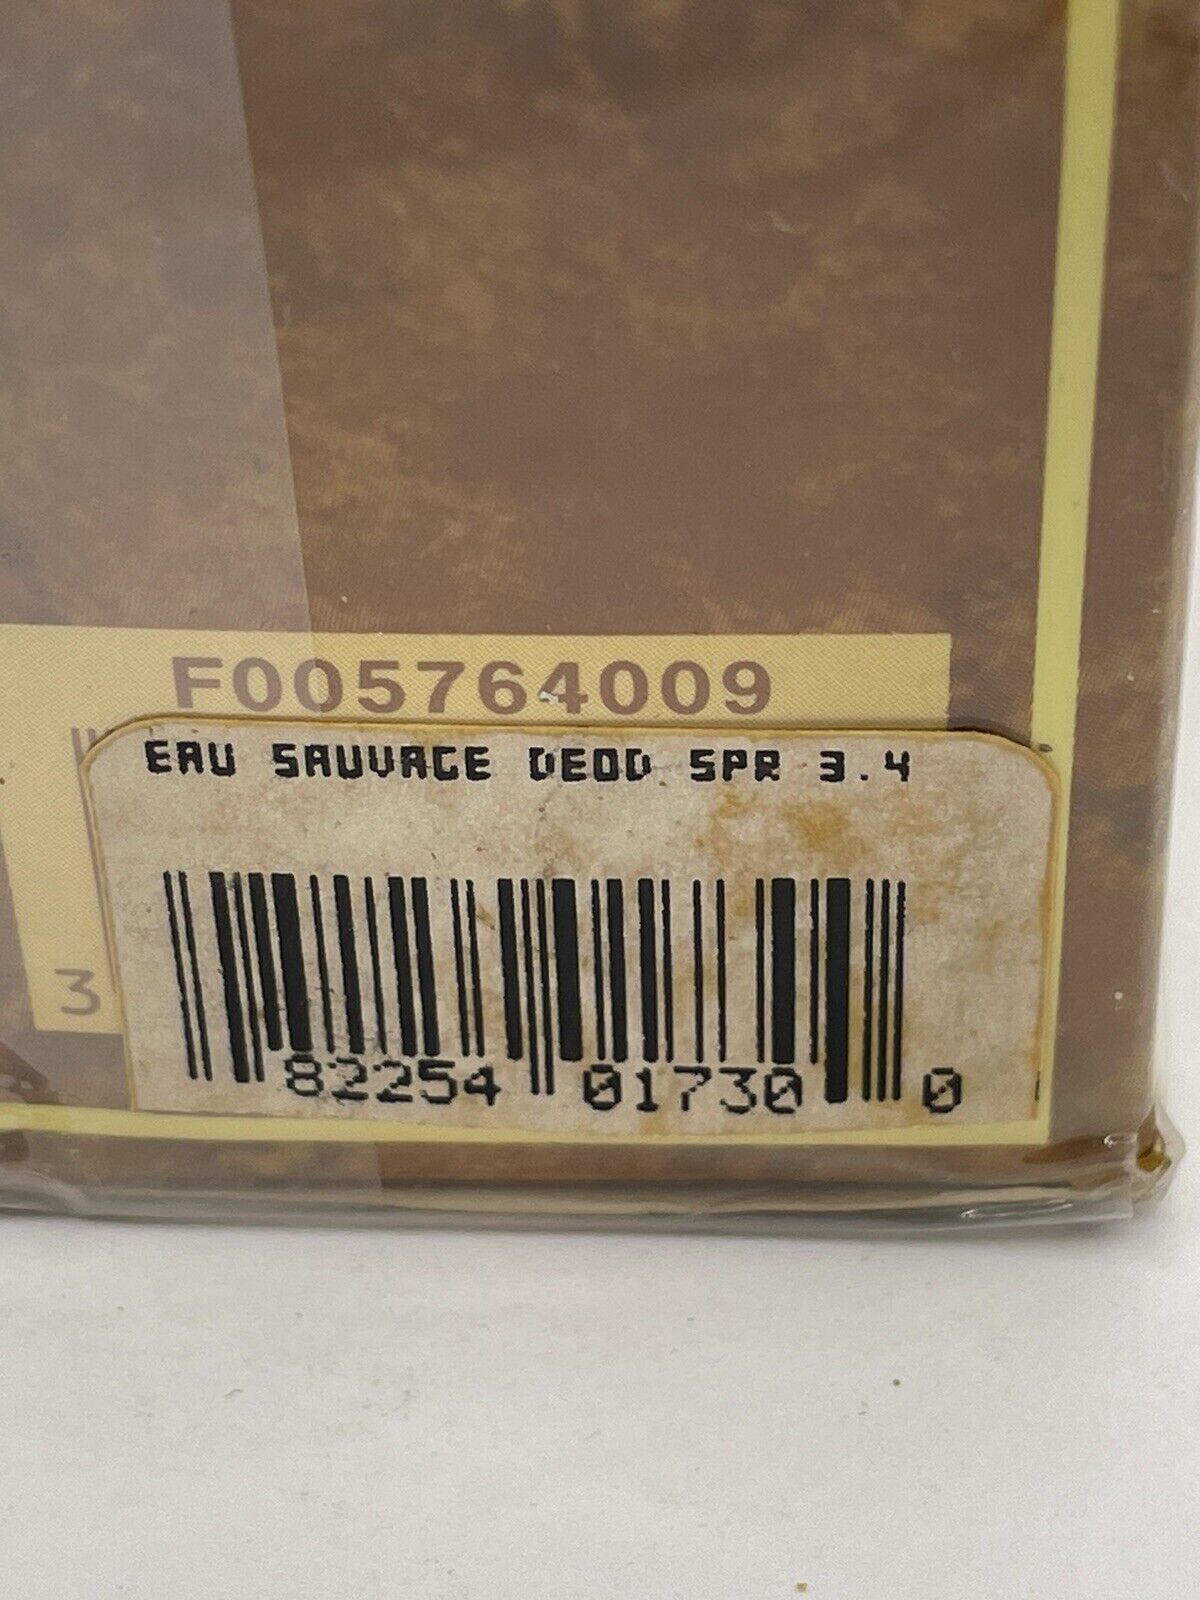 F005764009
EAU SAUVAGE DEOD SPR 3.4
3
82254 01730 0